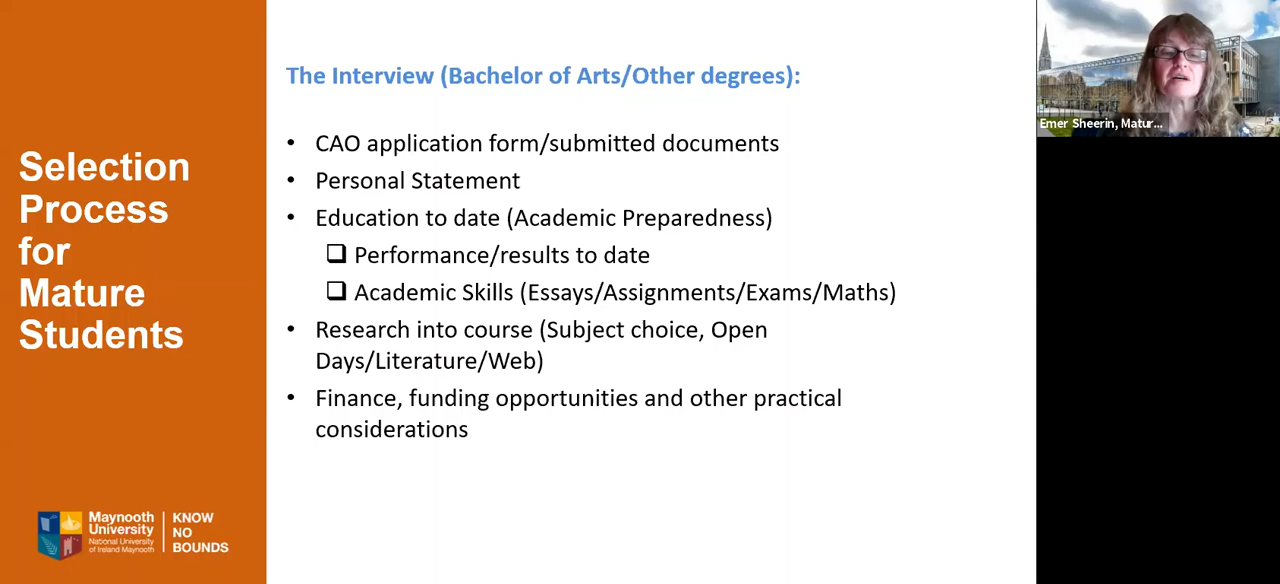 Selection
Process
for
Mature
Students
The Interview (Bachelor of Arts/Other degrees):
• CAO application form/submitted documents
• Personal Statement
• Education to date (Academic Preparedness)
❑ Performance/results to date
❑ Academic Skills (Essays/Assignments/Exams/Maths)
• Research into course (Subject choice, Open
Days/Literature/Web)
• Finance, funding opportunities and other practical
considerations
Maynooth
University
National University
of Ireland Maynooth
KNOW
NO
BOUNDS
Emer Sheerin, Matur...